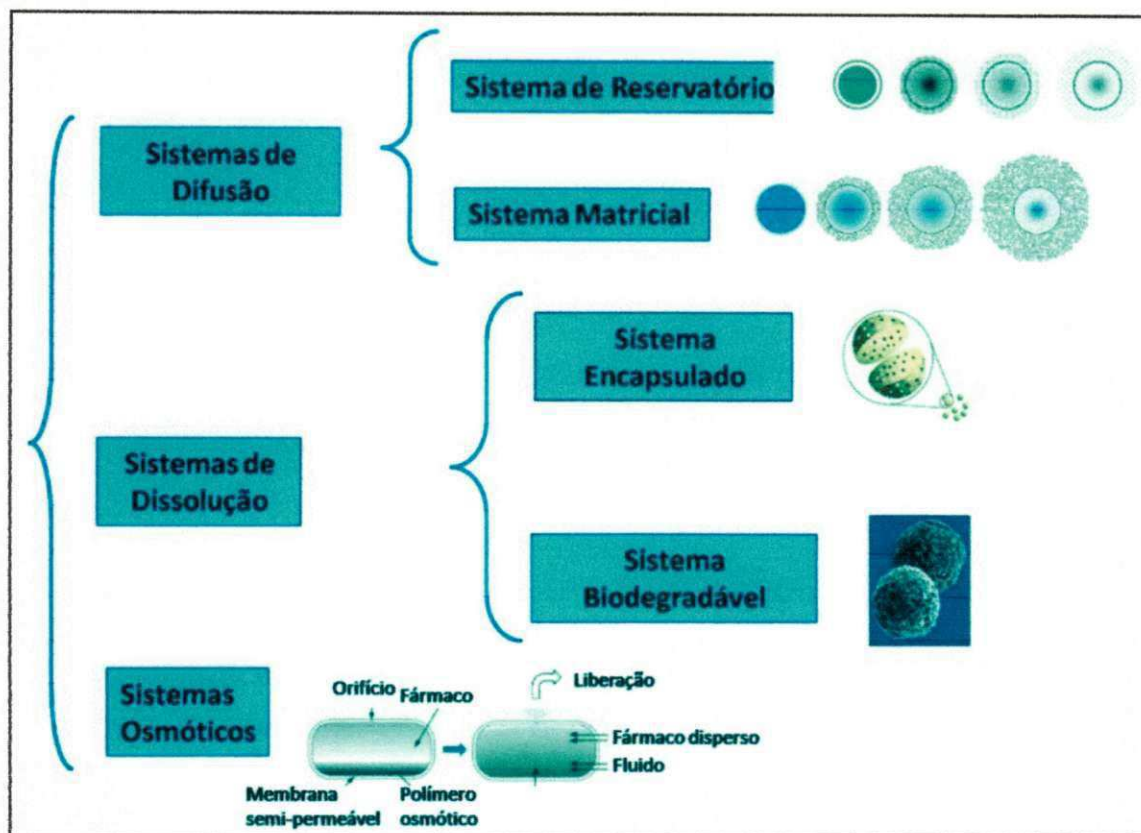 Sistema de Reservatório
Sistemas de
Difusão
Sistema Matricial
Sistema
Encapsulado
Sistemas de
Dissolução
Sistema
Biodegradável
Sistemas
Osmóticos
Orifício
Fármaco
Liberação
Fármaco disperso
Fluido
Membrana
semi-permeável
Polímero
osmótico